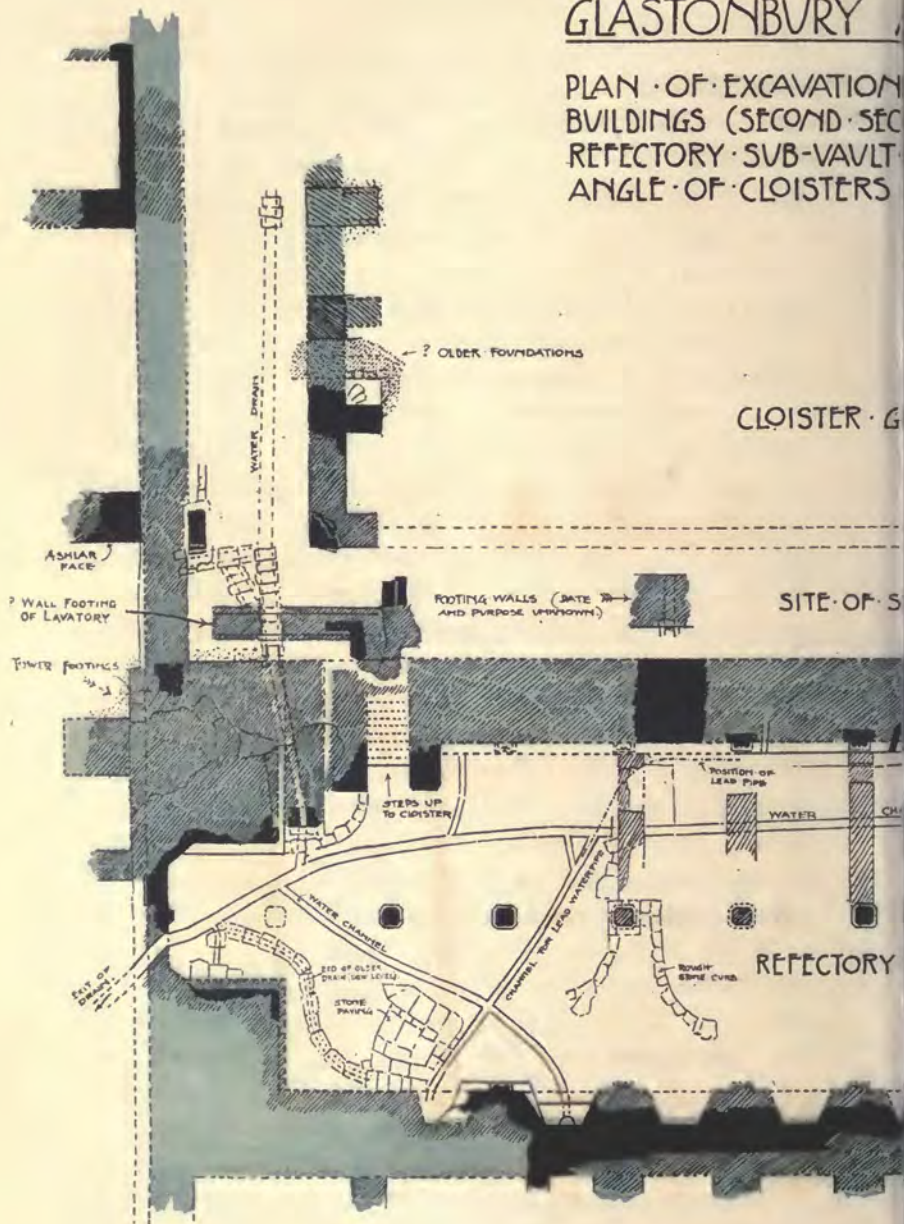 GLASTONBURY
PLAN · OF · EXCAVATION
BUILDINGS (SECOND · SEC
REFECTORY · SUB-VAULT ·
ANGLE · OF · CLOISTERS
? OLDER FOUNDATIONS
WATER DRAIN
CLOISTER · G
ASHLAR
FACE
? WALL FOOTING
OF LAVATORY
FOOTING WALLS (DATE
AND PURPOSE UNKNOWN.)
SITE · OF · S
TOWER FOOTINGS
POSITION OF
LEAD PIPE
STEPS UP
TO CLOISTER
WATER
CH
WATER CHANNEL
CHANNEL FOR LEAD WATERPIPE
EXIT OF
DRAIN
END OF OLDER
DRAIN (LOW LEVEL)
STONE
PAVING
ROUGH
STONE CURB
REFECTORY